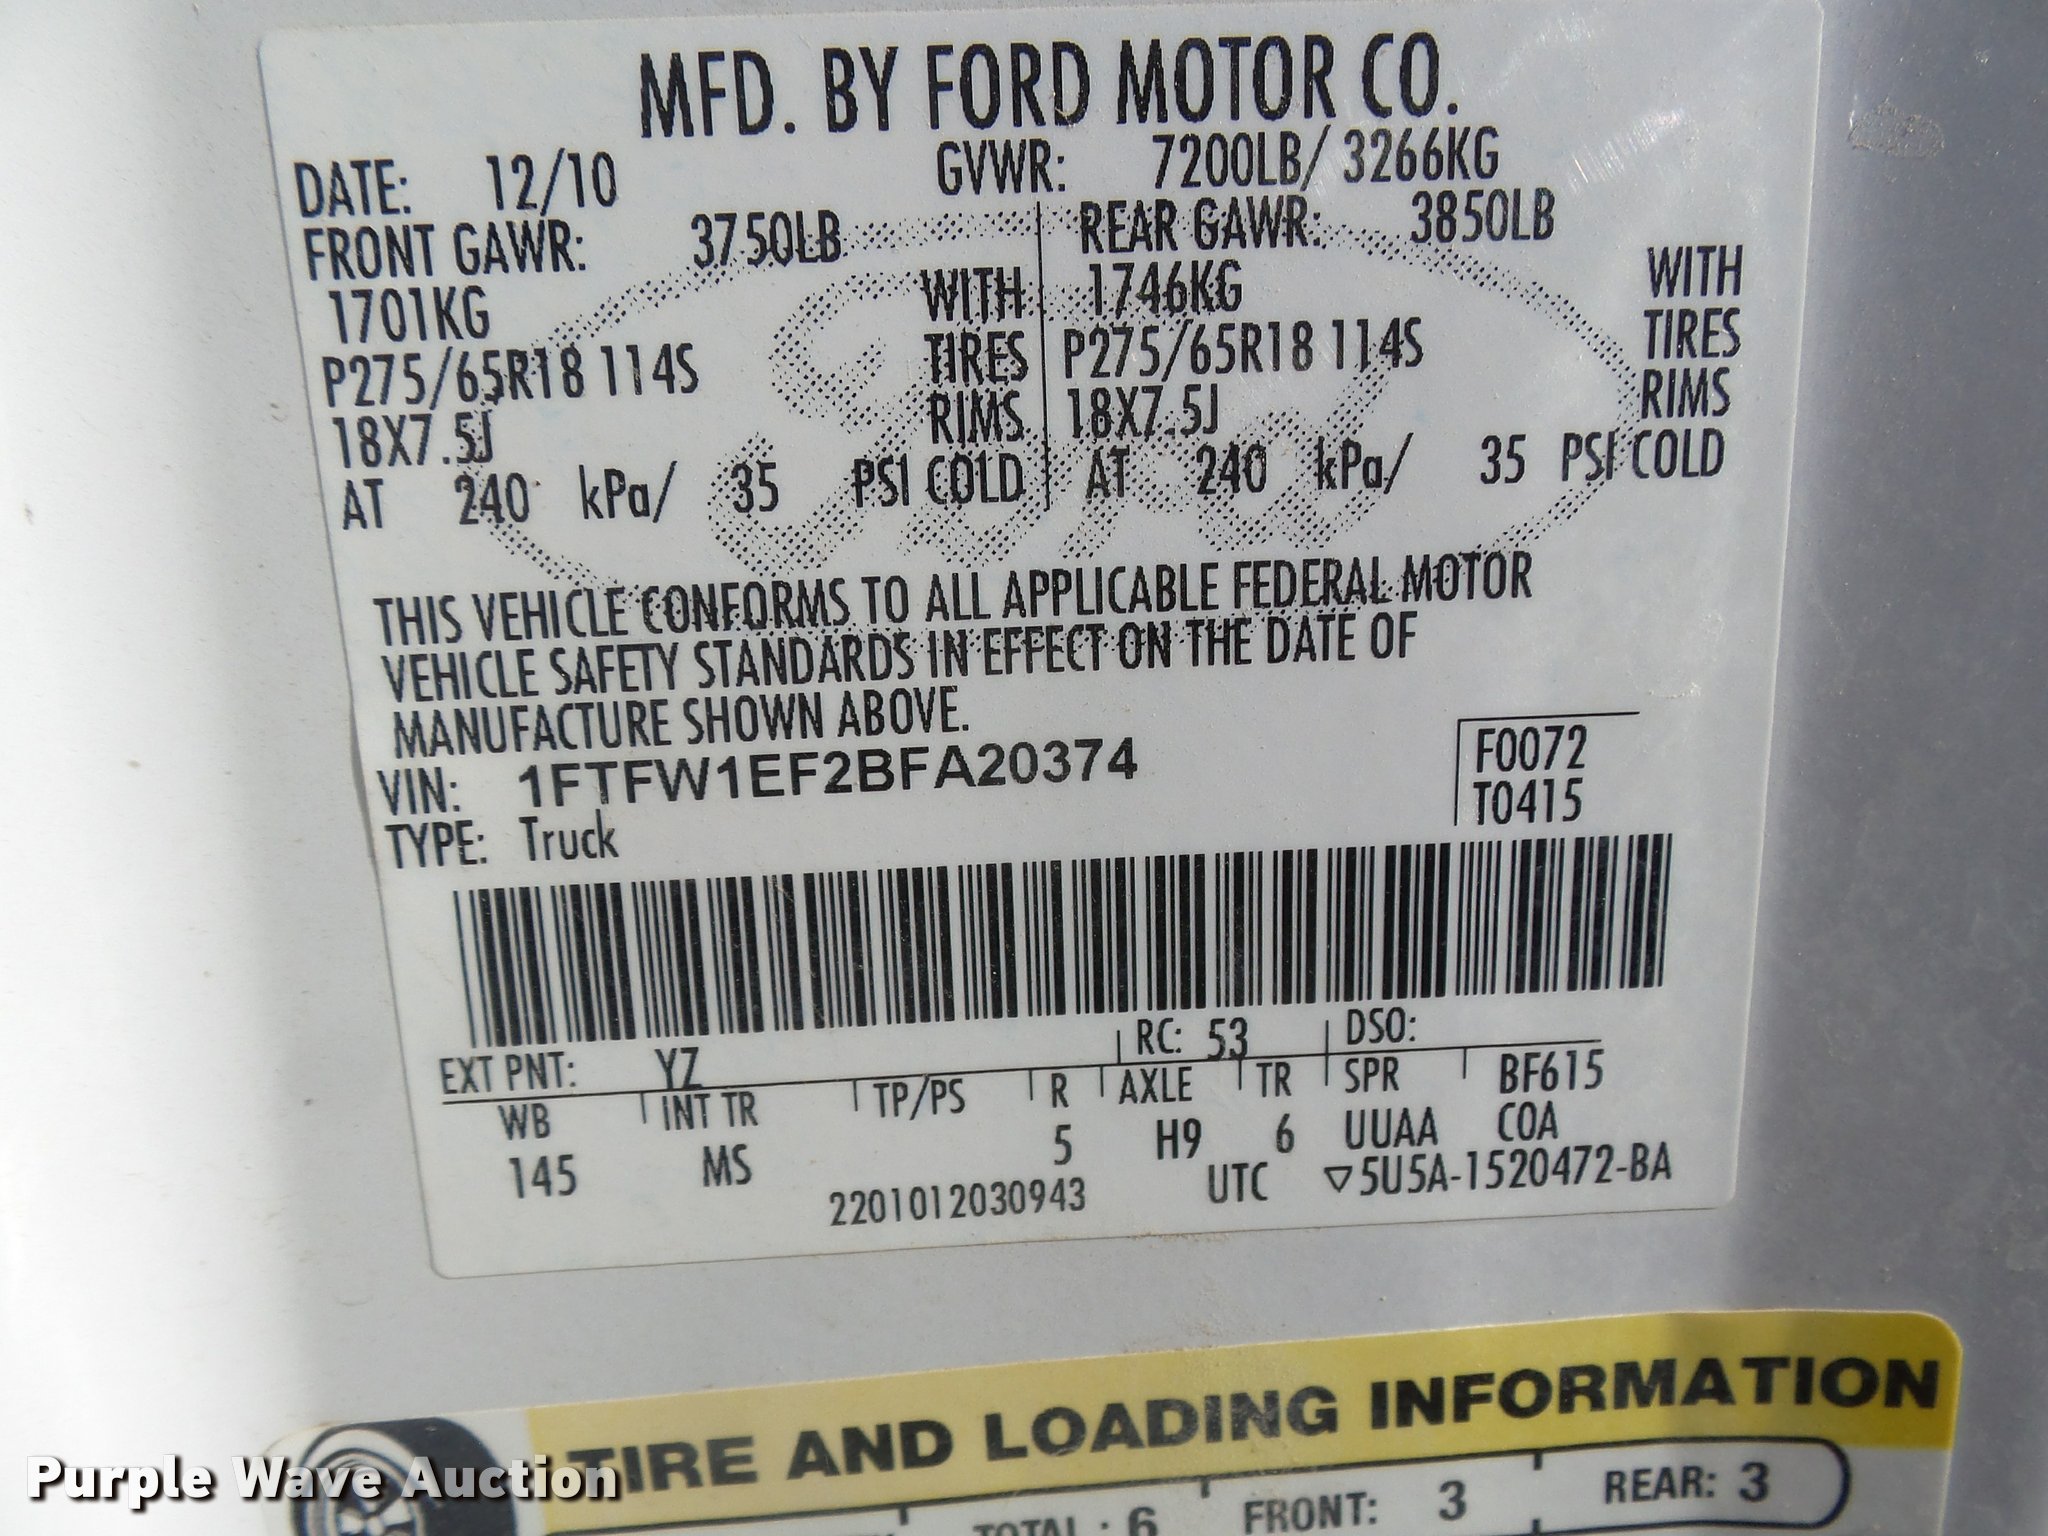 MFD. BY FORD MOTOR CO.
DATE: 12/10 GVWR: 7200LB/ 3266KG
FRONT GAWR: 3750LB REAR GAWR: 3850LB
1701KG WITH 1746KG WITH
P275/65R18 114S TIRES P275/65R18 114S TIRES
18X7.5J RIMS 18X7.5J RIMS
AT 240 kPa/ 35 PSI COLD AT 240 kPa/ 35 PSI COLD
THIS VEHICLE CONFORMS TO ALL APPLICABLE FEDERAL MOTOR
VEHICLE SAFETY STANDARDS IN EFFECT ON THE DATE OF
MANUFACTURE SHOWN ABOVE.
VIN: 1FTFW1EF2BFA20374 F0072
TYPE: Truck T0415
EXT PNT: YZ RC: 53 DSO:
WB INT TR TP/PS R AXLE TR SPR BF615
145 MS 5 H9 6 UUAA COA
2201012030943 UTC ▽5U5A-1520472-BA
TIRE AND LOADING INFORMATION
TOTAL : 6 FRONT: 3 REAR: 3
Purple Wave Auction